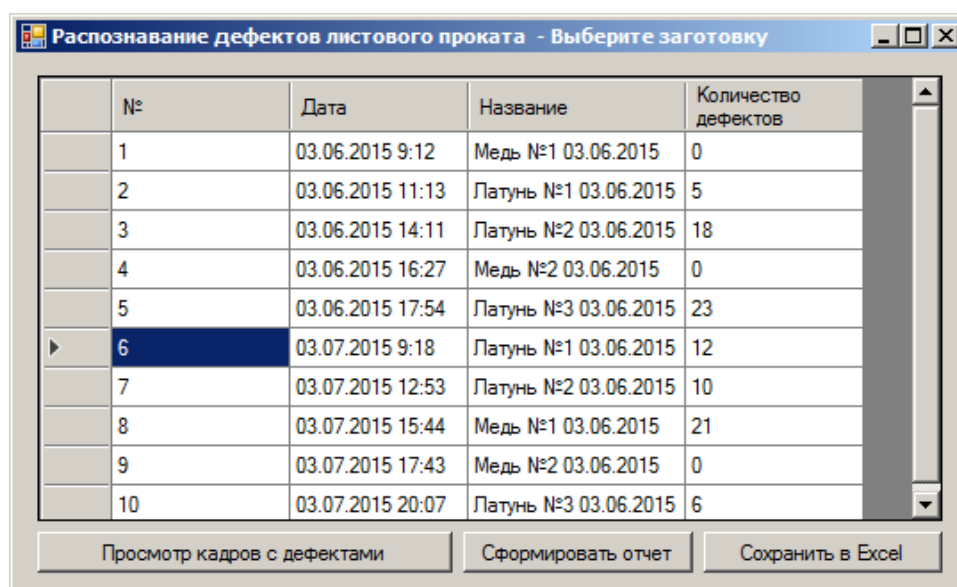 Распознавание дефектов листового проката - Выберите заготовку
№ Дата Название Количество дефектов
1 03.06.2015 9:12 Медь №1 03.06.2015 0
2 03.06.2015 11:13 Латунь №1 03.06.2015 5
3 03.06.2015 14:11 Латунь №2 03.06.2015 18
4 03.06.2015 16:27 Медь №2 03.06.2015 0
5 03.06.2015 17:54 Латунь №3 03.06.2015 23
6 03.07.2015 9:18 Латунь №1 03.06.2015 12
7 03.07.2015 12:53 Латунь №2 03.06.2015 10
8 03.07.2015 15:44 Медь №1 03.06.2015 21
9 03.07.2015 17:43 Медь №2 03.06.2015 0
10 03.07.2015 20:07 Латунь №3 03.06.2015 6
Просмотр кадров с дефектами Сформировать отчет Сохранить в Excel